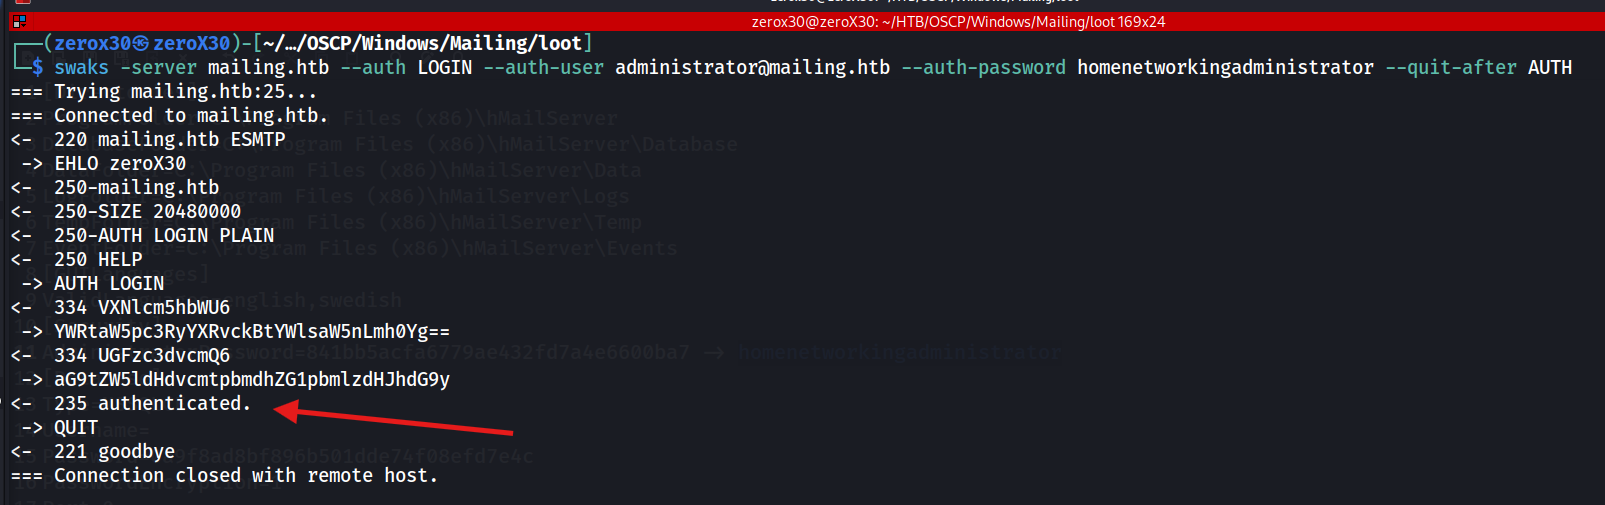 zerox30@zeroX30: ~/HTB/OSCP/Windows/Mailing/loot 169x24
┌──(zerox30㉿zeroX30)-[~/…/OSCP/Windows/Mailing/loot]
└─$ swaks -server mailing.htb --auth LOGIN --auth-user administrator@mailing.htb --auth-password homenetworkingadministrator --quit-after AUTH
=== Trying mailing.htb:25...
=== Connected to mailing.htb.
<-  220 mailing.htb ESMTP
 -> EHLO zeroX30
<-  250-mailing.htb
<-  250-SIZE 20480000
<-  250-AUTH LOGIN PLAIN
<-  250 HELP
 -> AUTH LOGIN
<-  334 VXNlcm5hbWU6
 -> YWRtaW5pc3RyYXRvckBtYWlsaW5nLmh0Yg==
<-  334 UGFzc3dvcmQ6
 -> aG9tZW5ldHdvcmtpbmdhZG1pbmlzdHJhdG9y
<-  235 authenticated.
 -> QUIT
<-  221 goodbye
=== Connection closed with remote host.